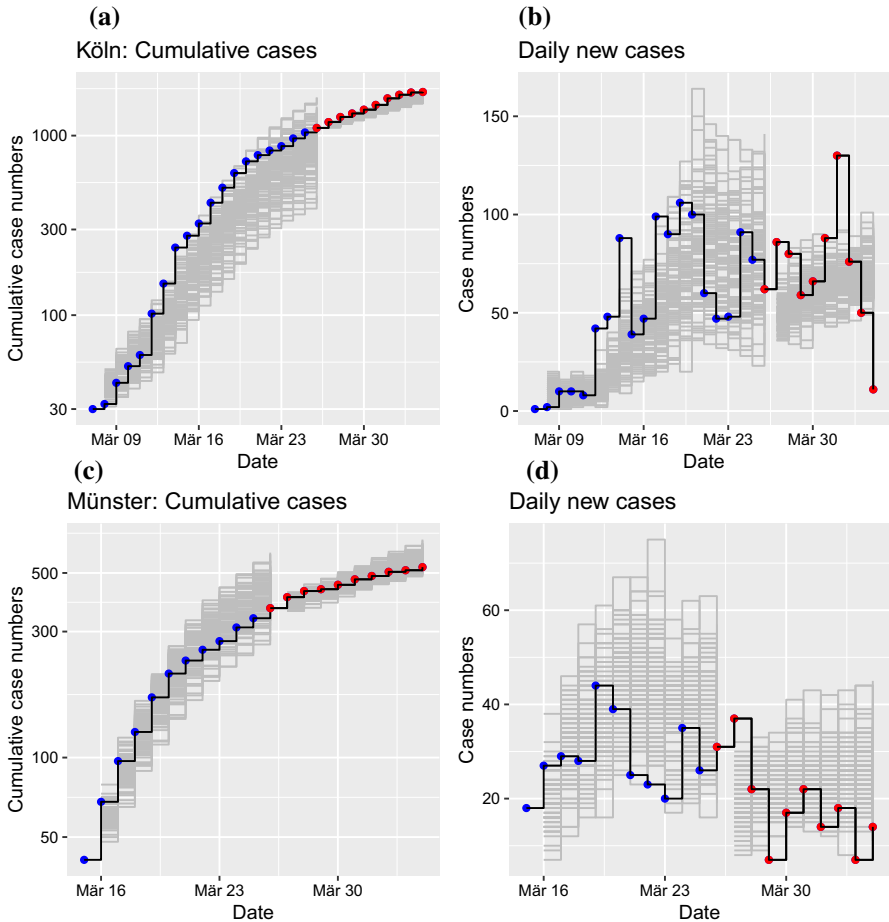 (a)
Köln: Cumulative cases
Cumulative case numbers
1000
300
100
30
Mär 09
Mär 16
Mär 23
Mär 30
Date
(b)
Daily new cases
Case numbers
150
100
50
0
Mär 09
Mär 16
Mär 23
Mär 30
Date
(c)
Münster: Cumulative cases
Cumulative case numbers
500
300
100
50
Mär 16
Mär 23
Mär 30
Date
(d)
Daily new cases
Case numbers
60
40
20
Mär 16
Mär 23
Mär 30
Date